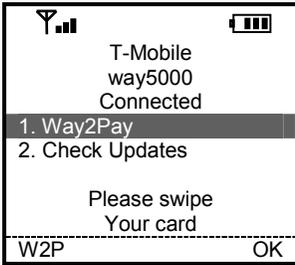 T-Mobile
way5000
Connected
1. Way2Pay
2. Check Updates
Please swipe
Your card
W2P OK